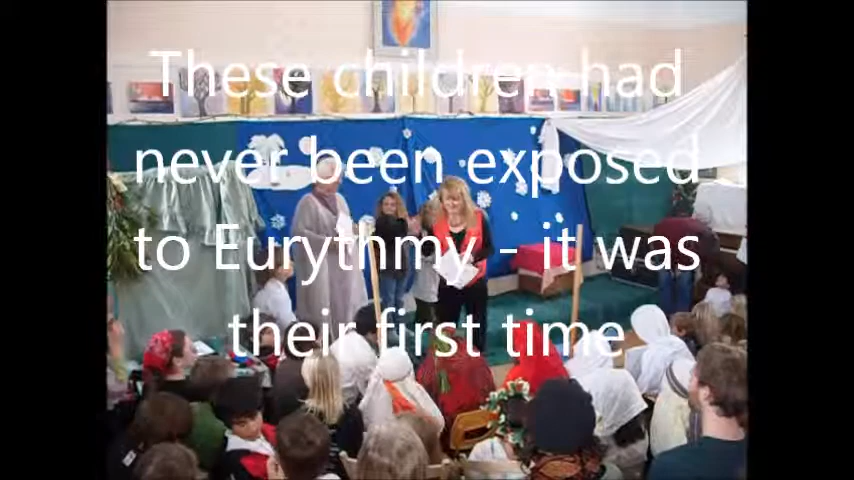 These children had
never been exposed
to Eurythmy - it was
their first time